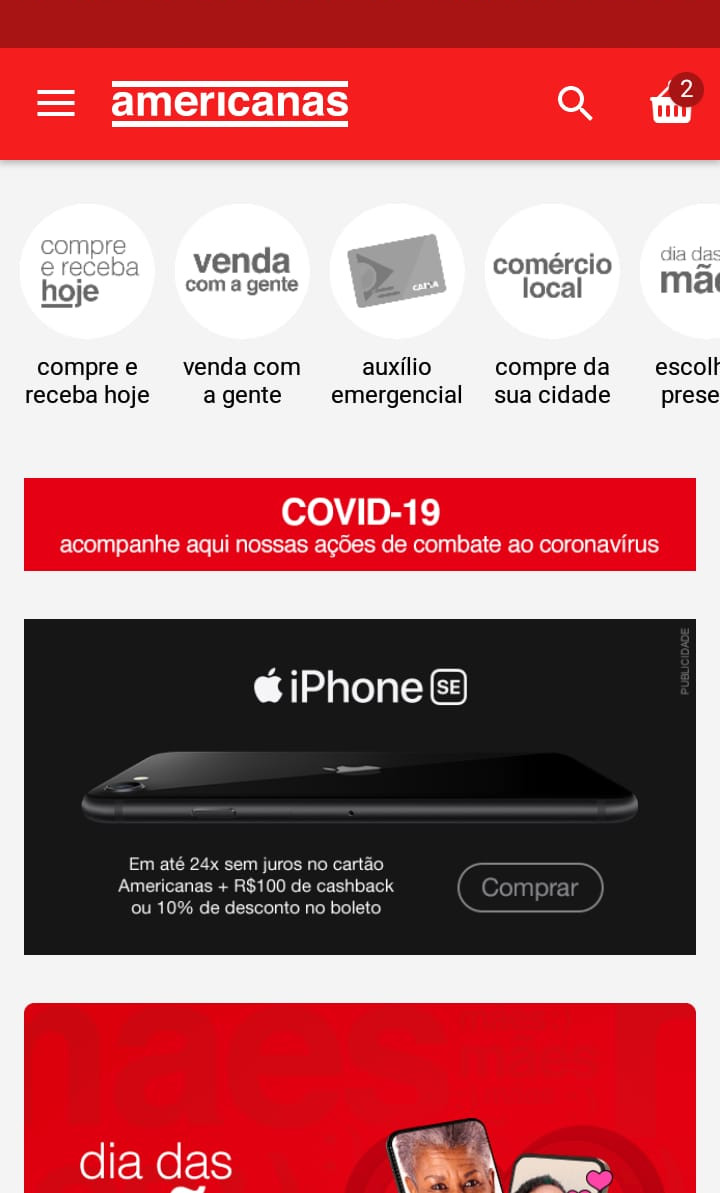 americanas
2
compre
e receba
hoje
venda
com a gente
CAIXA
comércio
local
dia das
mãe
compre e
receba hoje
venda com
a gente
auxílio
emergencial
compre da
sua cidade
escolh
prese
COVID-19
acompanhe aqui nossas ações de combate ao coronavírus
PUBLICIDADE
iPhone SE
Em até 24x sem juros no cartão
Americanas + R$100 de cashback
ou 10% de desconto no boleto
Comprar
mães
mães
dia das